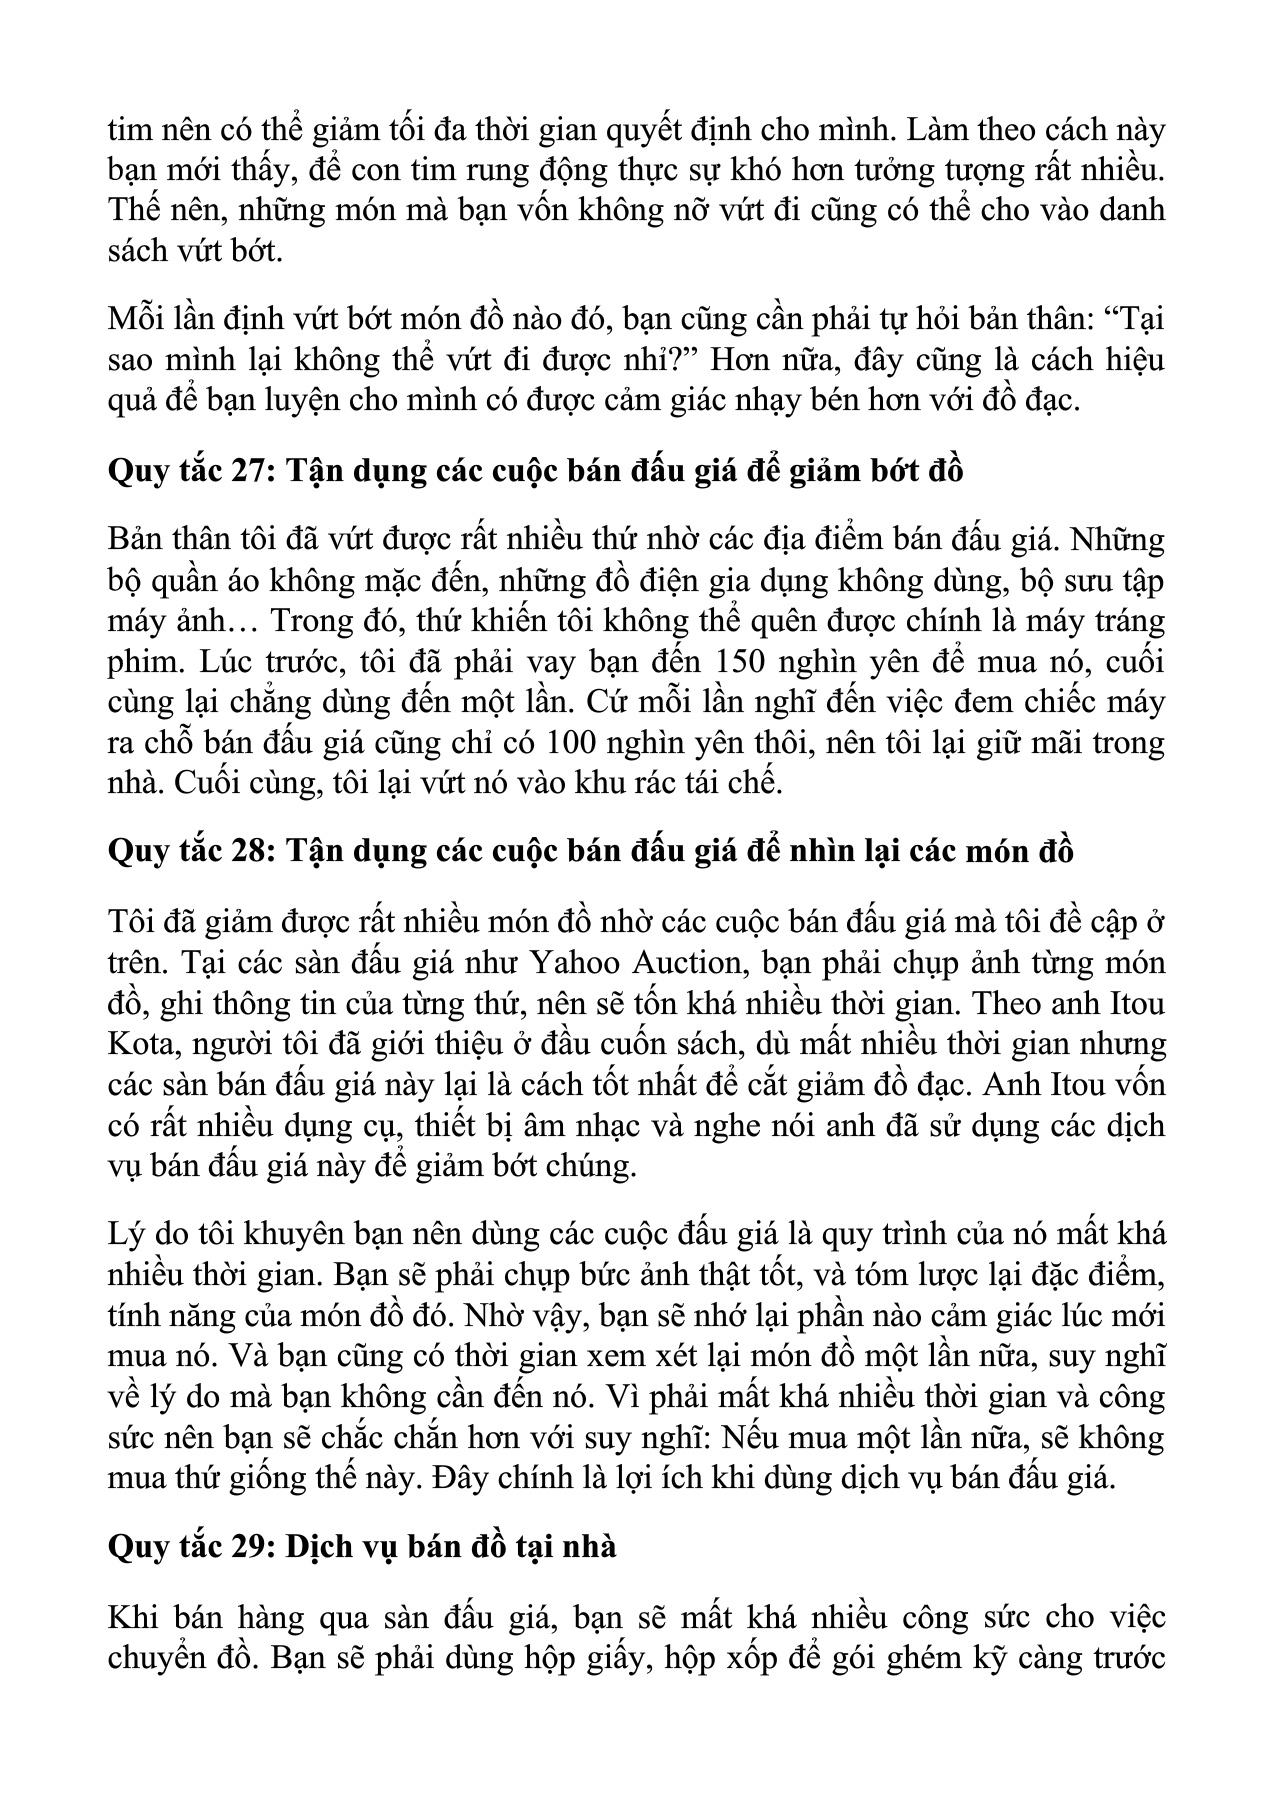 tim nên có thể giảm tối đa thời gian quyết định cho mình. Làm theo cách này
bạn mới thấy, để con tim rung động thực sự khó hơn tưởng tượng rất nhiều.
Thế nên, những món mà bạn vốn không nỡ vứt đi cũng có thể cho vào danh
sách vứt bớt.
Mỗi lần định vứt bớt món đồ nào đó, bạn cũng cần phải tự hỏi bản thân: “Tại
sao mình lại không thể vứt đi được nhỉ?” Hơn nữa, đây cũng là cách hiệu
quả để bạn luyện cho mình có được cảm giác nhạy bén hơn với đồ đạc.
Quy tắc 27: Tận dụng các cuộc bán đấu giá để giảm bớt đồ
Bản thân tôi đã vứt được rất nhiều thứ nhờ các địa điểm bán đấu giá. Những
bộ quần áo không mặc đến, những đồ điện gia dụng không dùng, bộ sưu tập
máy ảnh… Trong đó, thứ khiến tôi không thể quên được chính là máy tráng
phim. Lúc trước, tôi đã phải vay bạn đến 150 nghìn yên để mua nó, cuối
cùng lại chẳng dùng đến một lần. Cứ mỗi lần nghĩ đến việc đem chiếc máy
ra chỗ bán đấu giá cũng chỉ có 100 nghìn yên thôi, nên tôi lại giữ mãi trong
nhà. Cuối cùng, tôi lại vứt nó vào khu rác tái chế.
Quy tắc 28: Tận dụng các cuộc bán đấu giá để nhìn lại các món đồ
Tôi đã giảm được rất nhiều món đồ nhờ các cuộc bán đấu giá mà tôi đề cập ở
trên. Tại các sàn đấu giá như Yahoo Auction, bạn phải chụp ảnh từng món
đồ, ghi thông tin của từng thứ, nên sẽ tốn khá nhiều thời gian. Theo anh Itou
Kota, người tôi đã giới thiệu ở đầu cuốn sách, dù mất nhiều thời gian nhưng
các sàn bán đấu giá này lại là cách tốt nhất để cắt giảm đồ đạc. Anh Itou vốn
có rất nhiều dụng cụ, thiết bị âm nhạc và nghe nói anh đã sử dụng các dịch
vụ bán đấu giá này để giảm bớt chúng.
Lý do tôi khuyên bạn nên dùng các cuộc đấu giá là quy trình của nó mất khá
nhiều thời gian. Bạn sẽ phải chụp bức ảnh thật tốt, và tóm lược lại đặc điểm,
tính năng của món đồ đó. Nhờ vậy, bạn sẽ nhớ lại phần nào cảm giác lúc mới
mua nó. Và bạn cũng có thời gian xem xét lại món đồ một lần nữa, suy nghĩ
về lý do mà bạn không cần đến nó. Vì phải mất khá nhiều thời gian và công
sức nên bạn sẽ chắc chắn hơn với suy nghĩ: Nếu mua một lần nữa, sẽ không
mua thứ giống thế này. Đây chính là lợi ích khi dùng dịch vụ bán đấu giá.
Quy tắc 29: Dịch vụ bán đồ tại nhà
Khi bán hàng qua sàn đấu giá, bạn sẽ mất khá nhiều công sức cho việc
chuyển đồ. Bạn sẽ phải dùng hộp giấy, hộp xốp để gói ghém kỹ càng trước